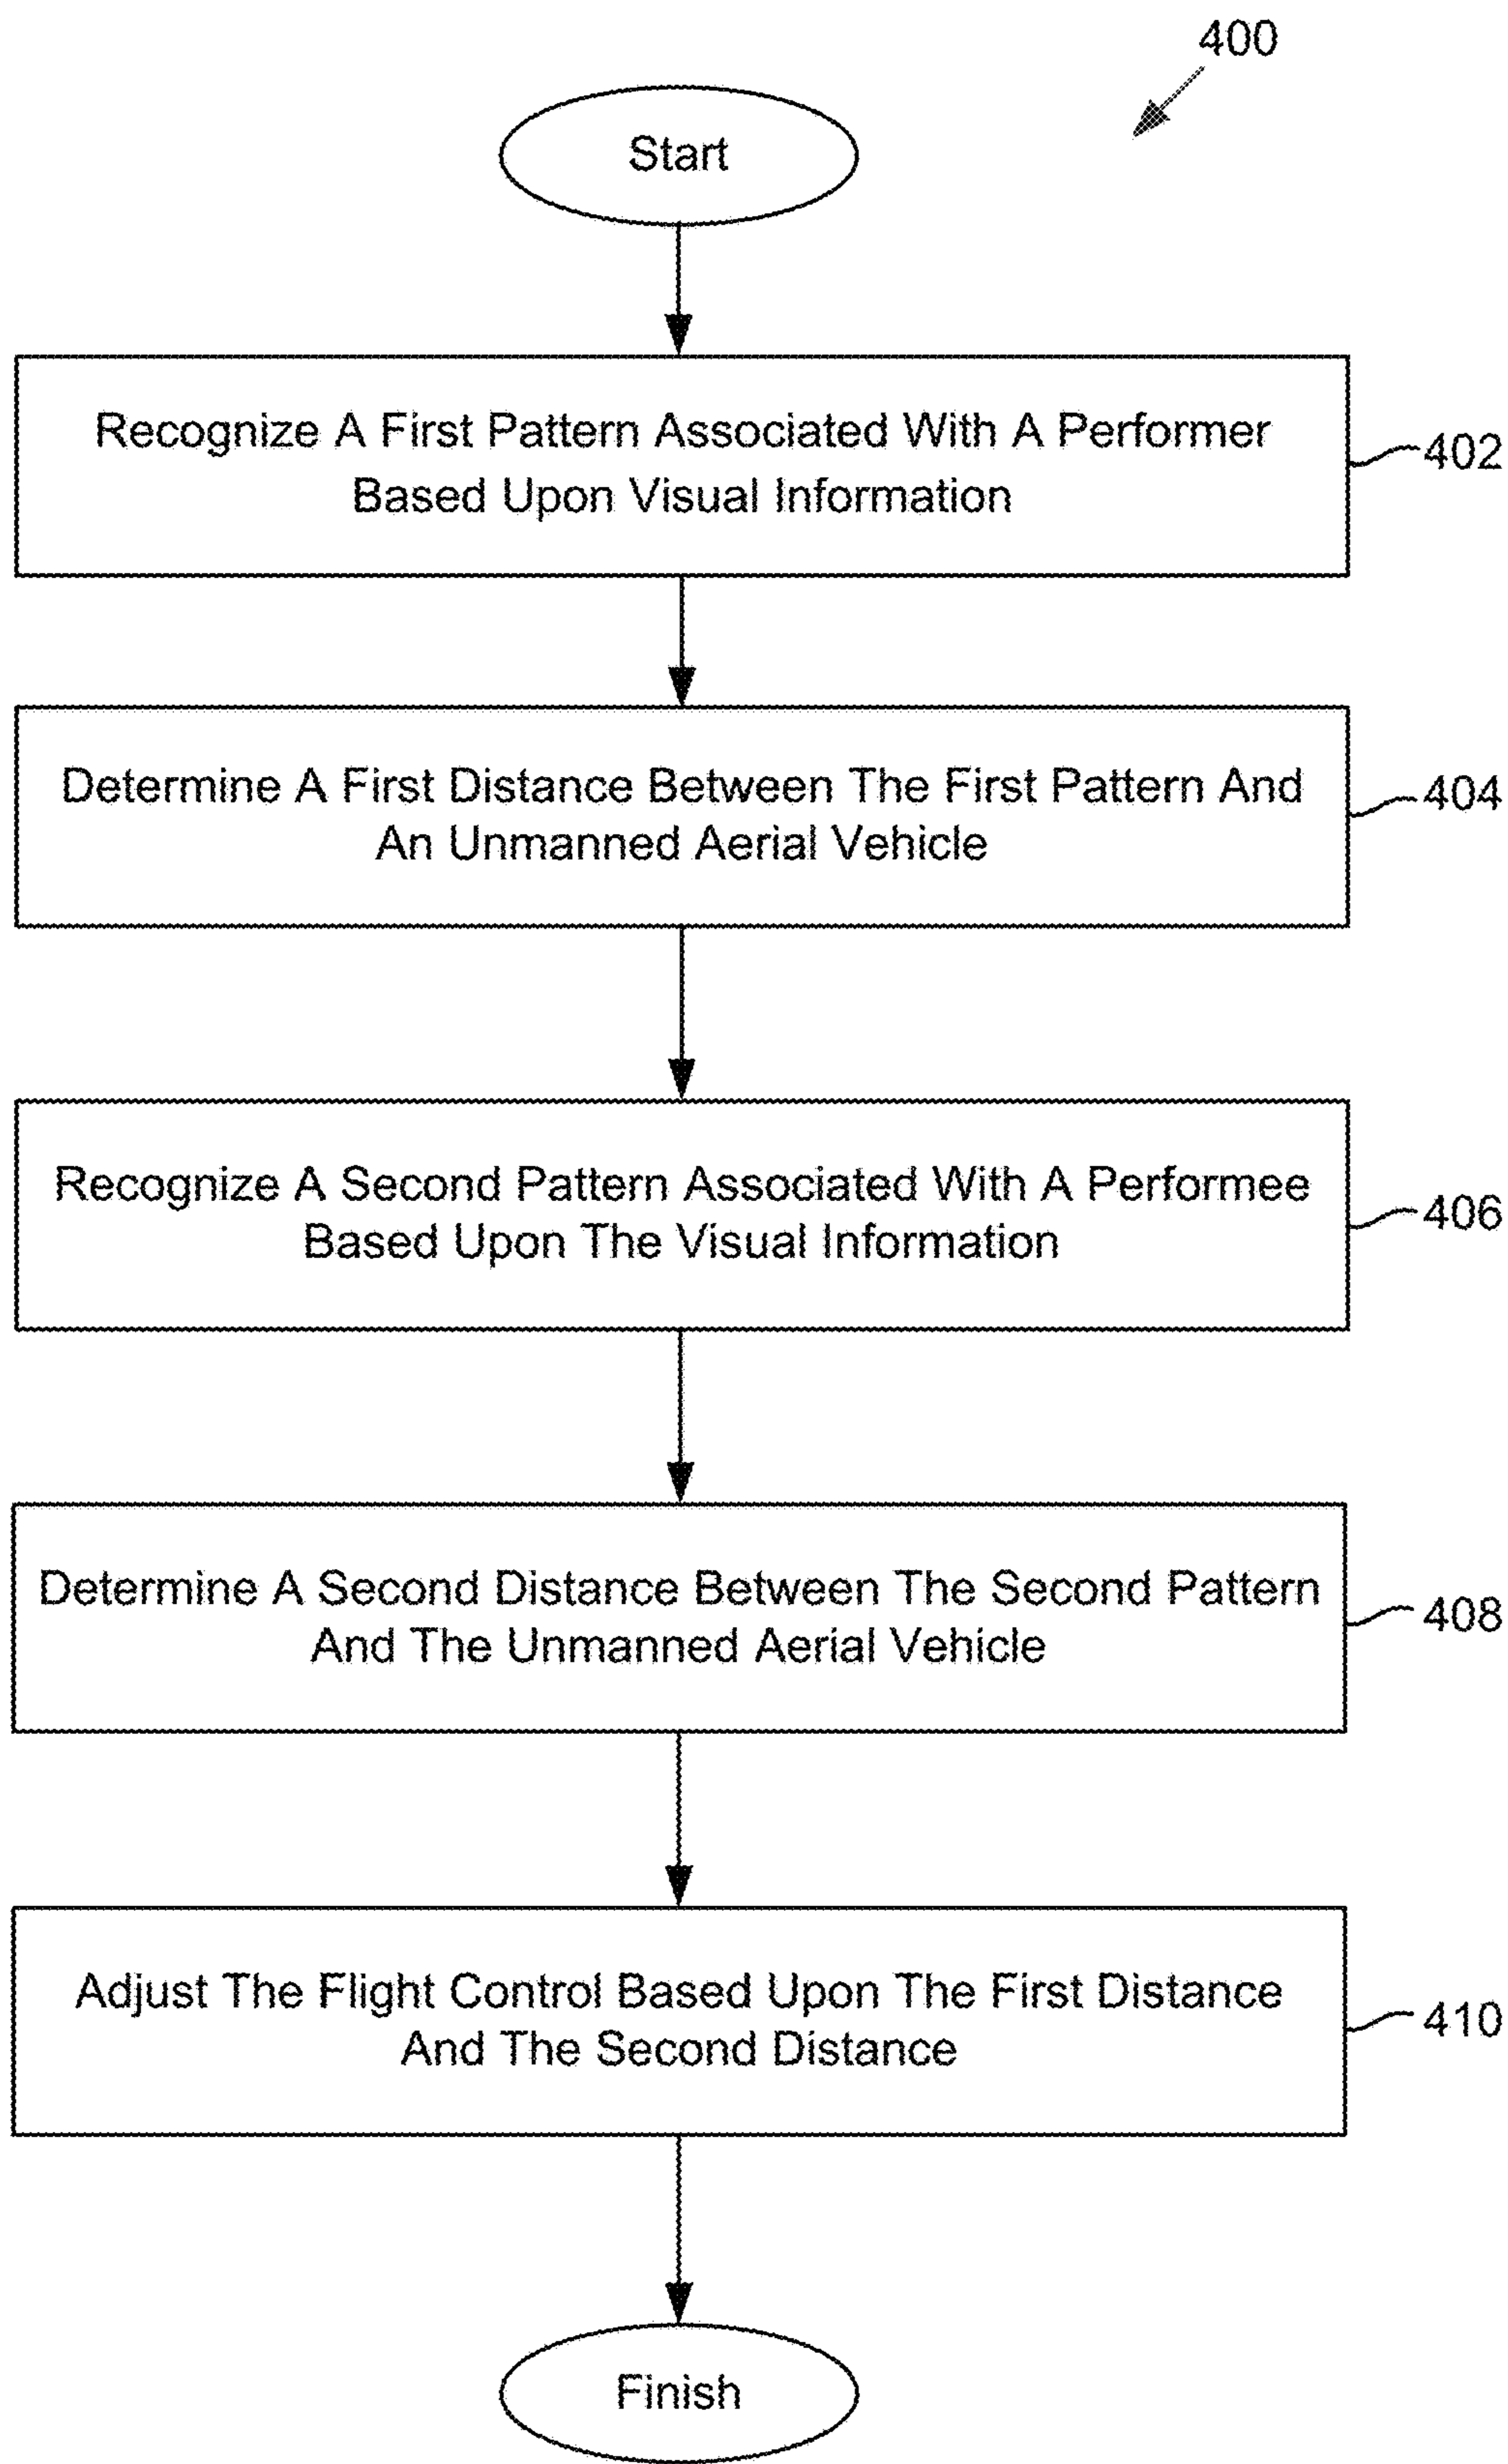 400
Start
Recognize A First Pattern Associated With A Performer
Based Upon Visual Information
402
Determine A First Distance Between The First Pattern And
An Unmanned Aerial Vehicle
404
Recognize A Second Pattern Associated With A Performee
Based Upon The Visual Information
406
Determine A Second Distance Between The Second Pattern
And The Unmanned Aerial Vehicle
408
Adjust The Flight Control Based Upon The First Distance
And The Second Distance
410
Finish